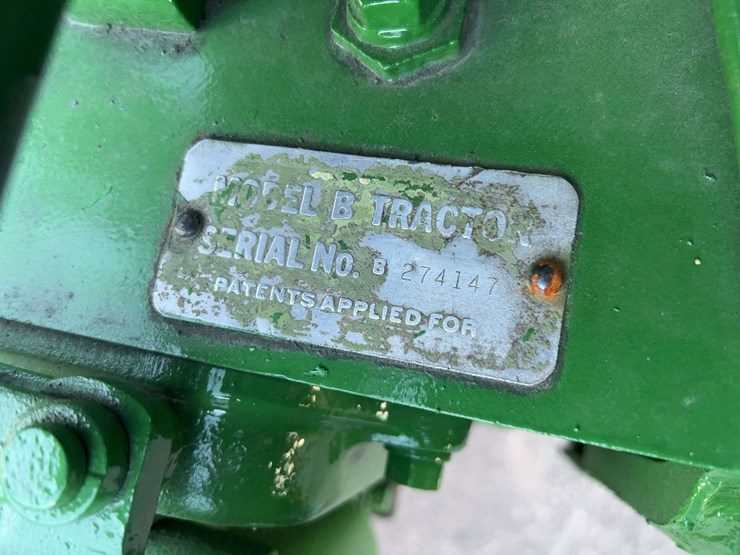 MODEL B TRACTOR
SERIAL NO. B 274147
PATENTS APPLIED FOR